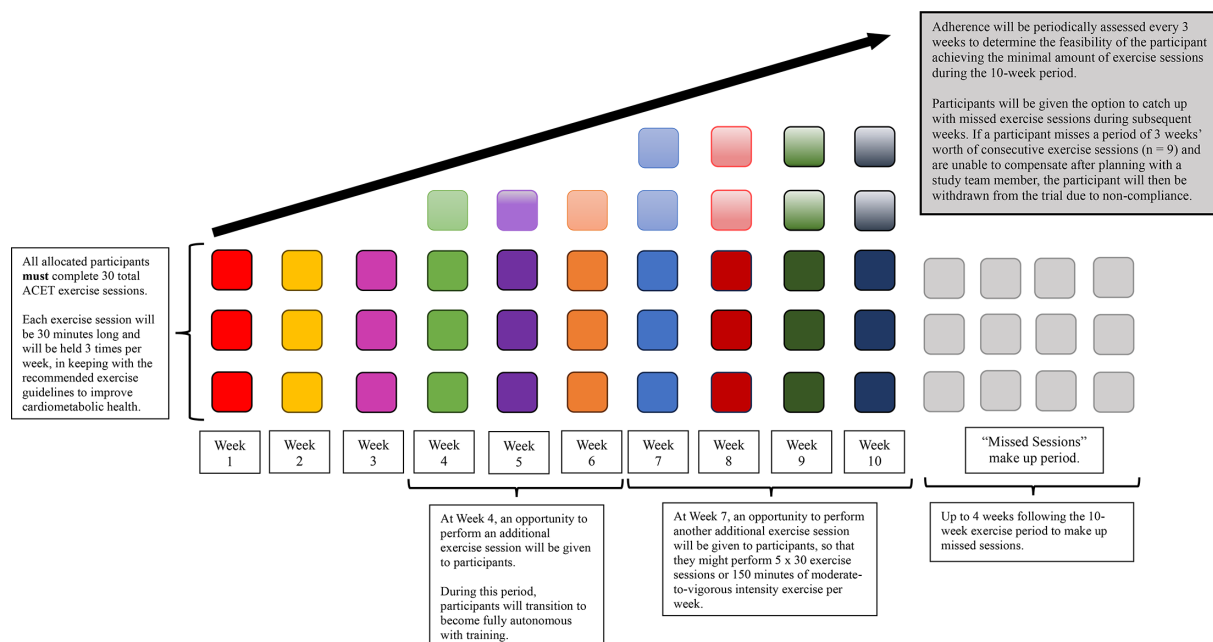 Adherence will be periodically assessed every 3
weeks to determine the feasibility of the participant
achieving the minimal amount of exercise sessions
during the 10-week period.
Participants will be given the option to catch up
with missed exercise sessions during subsequent
weeks. If a participant misses a period of 3 weeks’
worth of consecutive exercise sessions (n = 9) and
are unable to compensate after planning with a
study team member, the participant will then be
withdrawn from the trial due to non-compliance.
All allocated participants
must complete 30 total
ACET exercise sessions.
Each exercise session will
be 30 minutes long and
will be held 3 times per
week, in keeping with the
recommended exercise
guidelines to improve
cardiometabolic health.
Week
1
Week
2
Week
3
Week
4
Week
5
Week
6
Week
7
Week
8
Week
9
Week
10
“Missed Sessions”
make up period.
At Week 4, an opportunity to
perform an additional
exercise session will be given
to participants.
During this period,
participants will transition to
become fully autonomous
with training.
At Week 7, an opportunity to perform
another additional exercise session
will be given to participants, so that
they might perform 5 x 30 exercise
sessions or 150 minutes of moderate-
to-vigorous intensity exercise per
week.
Up to 4 weeks following the 10-
week exercise period to make up
missed sessions.